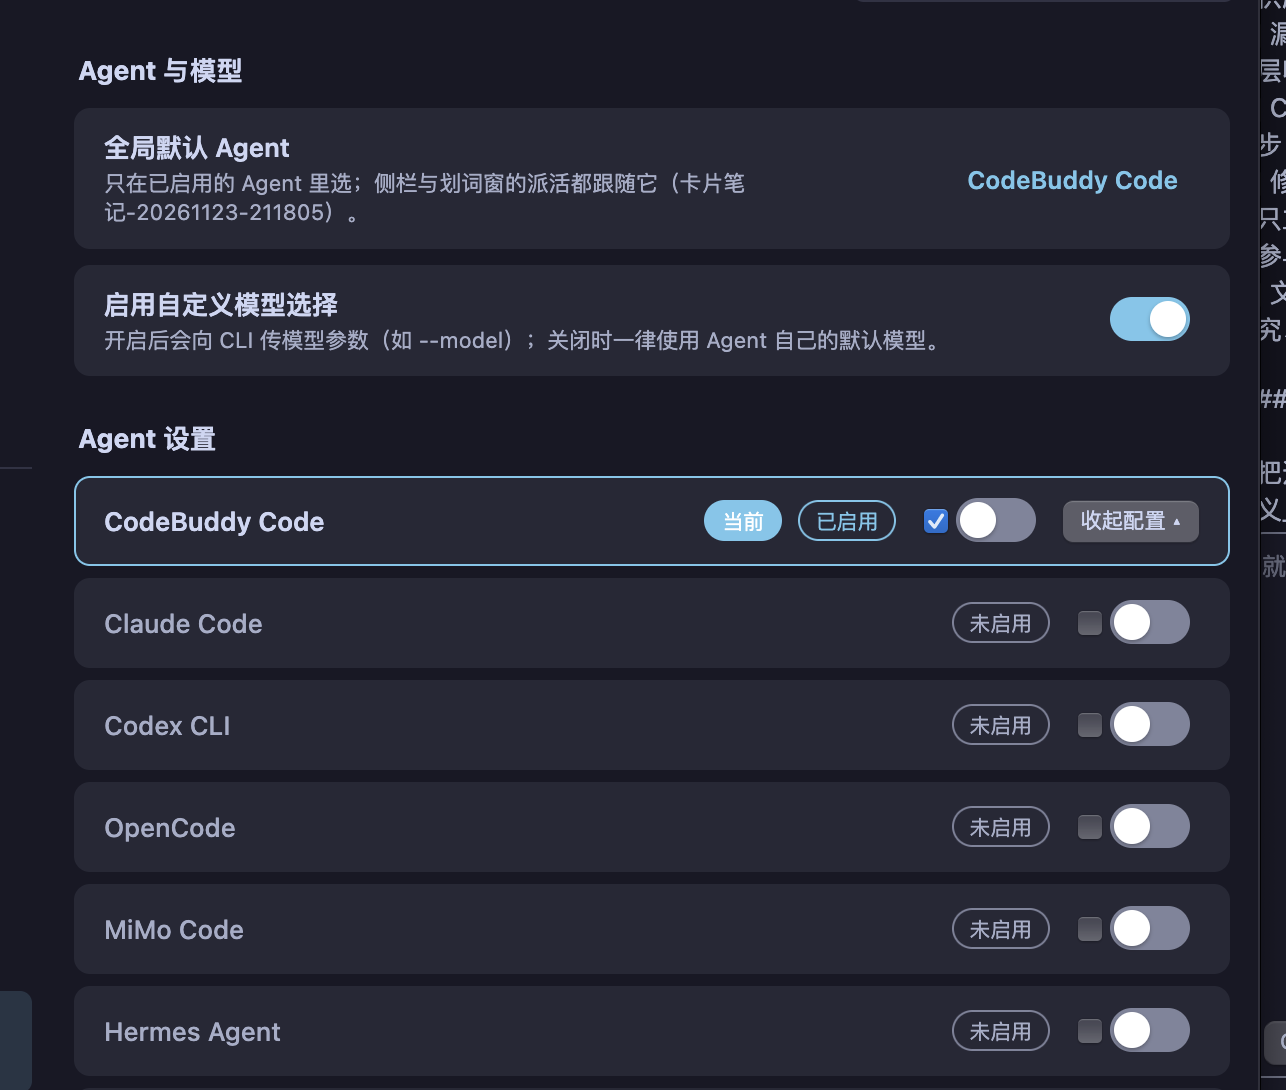 Agent 与模型
全局默认 Agent
只在已启用的 Agent 里选；侧栏与划词窗的派活都跟随它（卡片笔
记-20261123-211805）。
CodeBuddy Code
启用自定义模型选择
开启后会向 CLI 传模型参数（如 --model）；关闭时一律使用 Agent 自己的默认模型。
Agent 设置
CodeBuddy Code
当前
已启用
收起配置 ▴
Claude Code
未启用
Codex CLI
未启用
OpenCode
未启用
MiMo Code
未启用
Hermes Agent
未启用
层
步
##
就